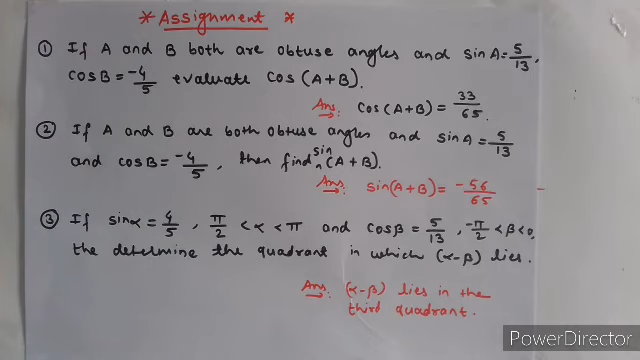 * Assignment *
① If A and B both are obtuse angles and sin A = 5/13,
cos B = -4/5 evaluate cos (A+B).
Ans: cos (A+B) = 33/65.
② If A and B are both obtuse angles and sin A = 5/13
and cos B = -4/5, then find sin (A+B).
Ans: sin (A+B) = -56/65
③ If sin α = 4/5, π/2 < α < π and cos β = 5/13, -π/2 < β < 0,
the determine the quadrant in which (α-β) lies.
Ans: (α-β) lies in the
third quadrant.
PowerDirector